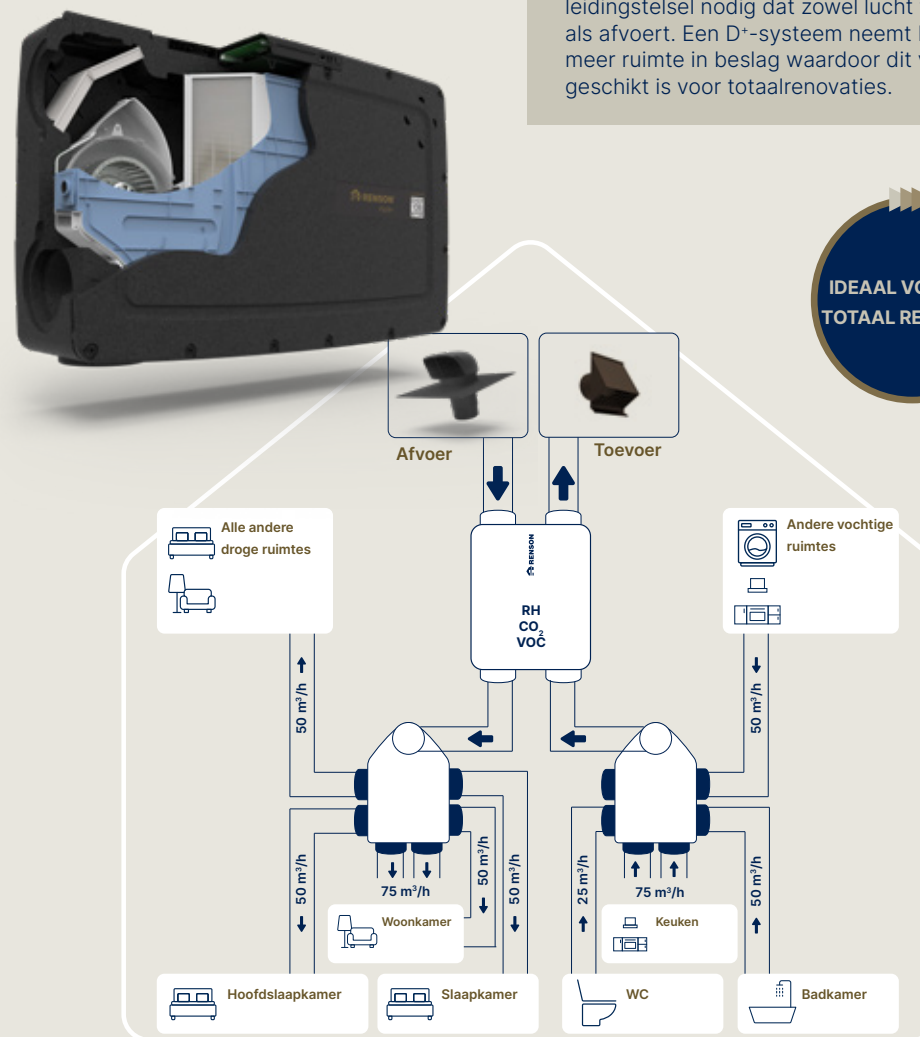 leidingstelsel nodig dat zowel lucht
als afvoert. Een D⁺-systeem neemt
meer ruimte in beslag waardoor dit
geschikt is voor totaalrenovaties.
RENSON
IDEAAL
TOTAAL
Afvoer
Toevoer
Alle andere
droge ruimtes
Andere vochtige
ruimtes
RENSON
RH
CO₂
VOC
50 m³/h
50 m³/h
50 m³/h
75 m³/h
50 m³/h
50 m³/h
25 m³/h
75 m³/h
50 m³/h
Woonkamer
Keuken
Hoofdslaapkamer
Slaapkamer
WC
Badkamer